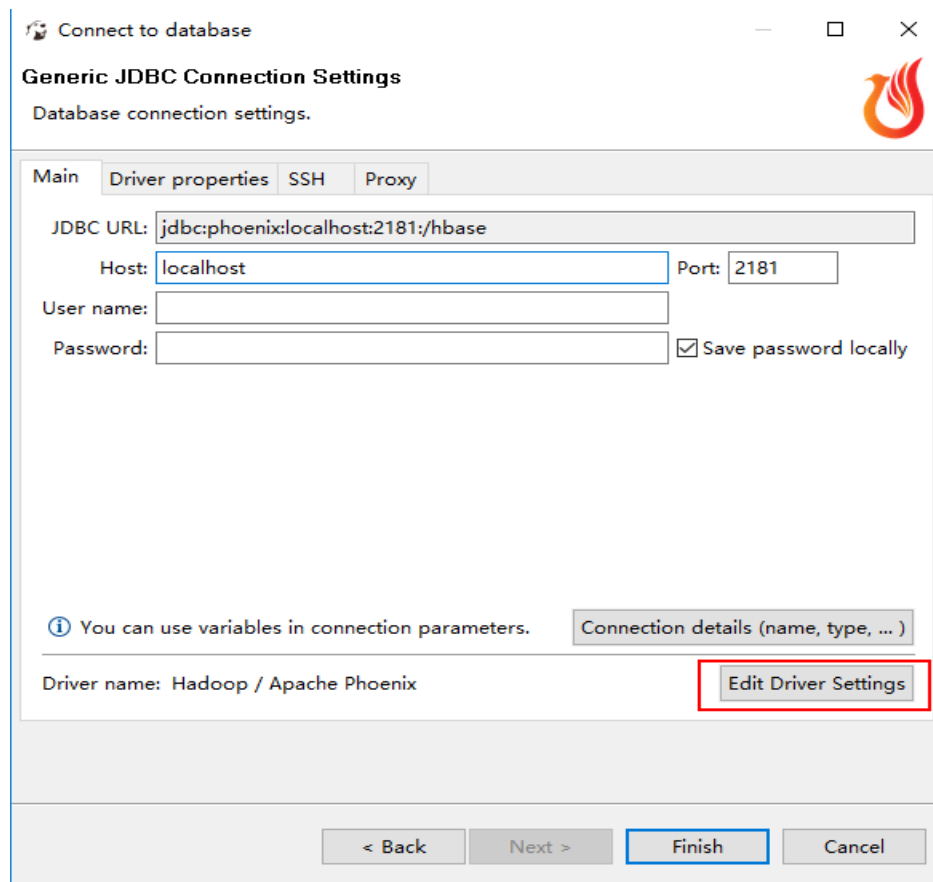 Connect to database
Generic JDBC Connection Settings
Database connection settings.
Main Driver properties SSH Proxy
JDBC URL: jdbc:phoenix:localhost:2181:/hbase
Host: localhost Port: 2181
User name:
Password: Save password locally
You can use variables in connection parameters. Connection details (name, type, ... )
Driver name: Hadoop / Apache Phoenix Edit Driver Settings
< Back Next > Finish Cancel